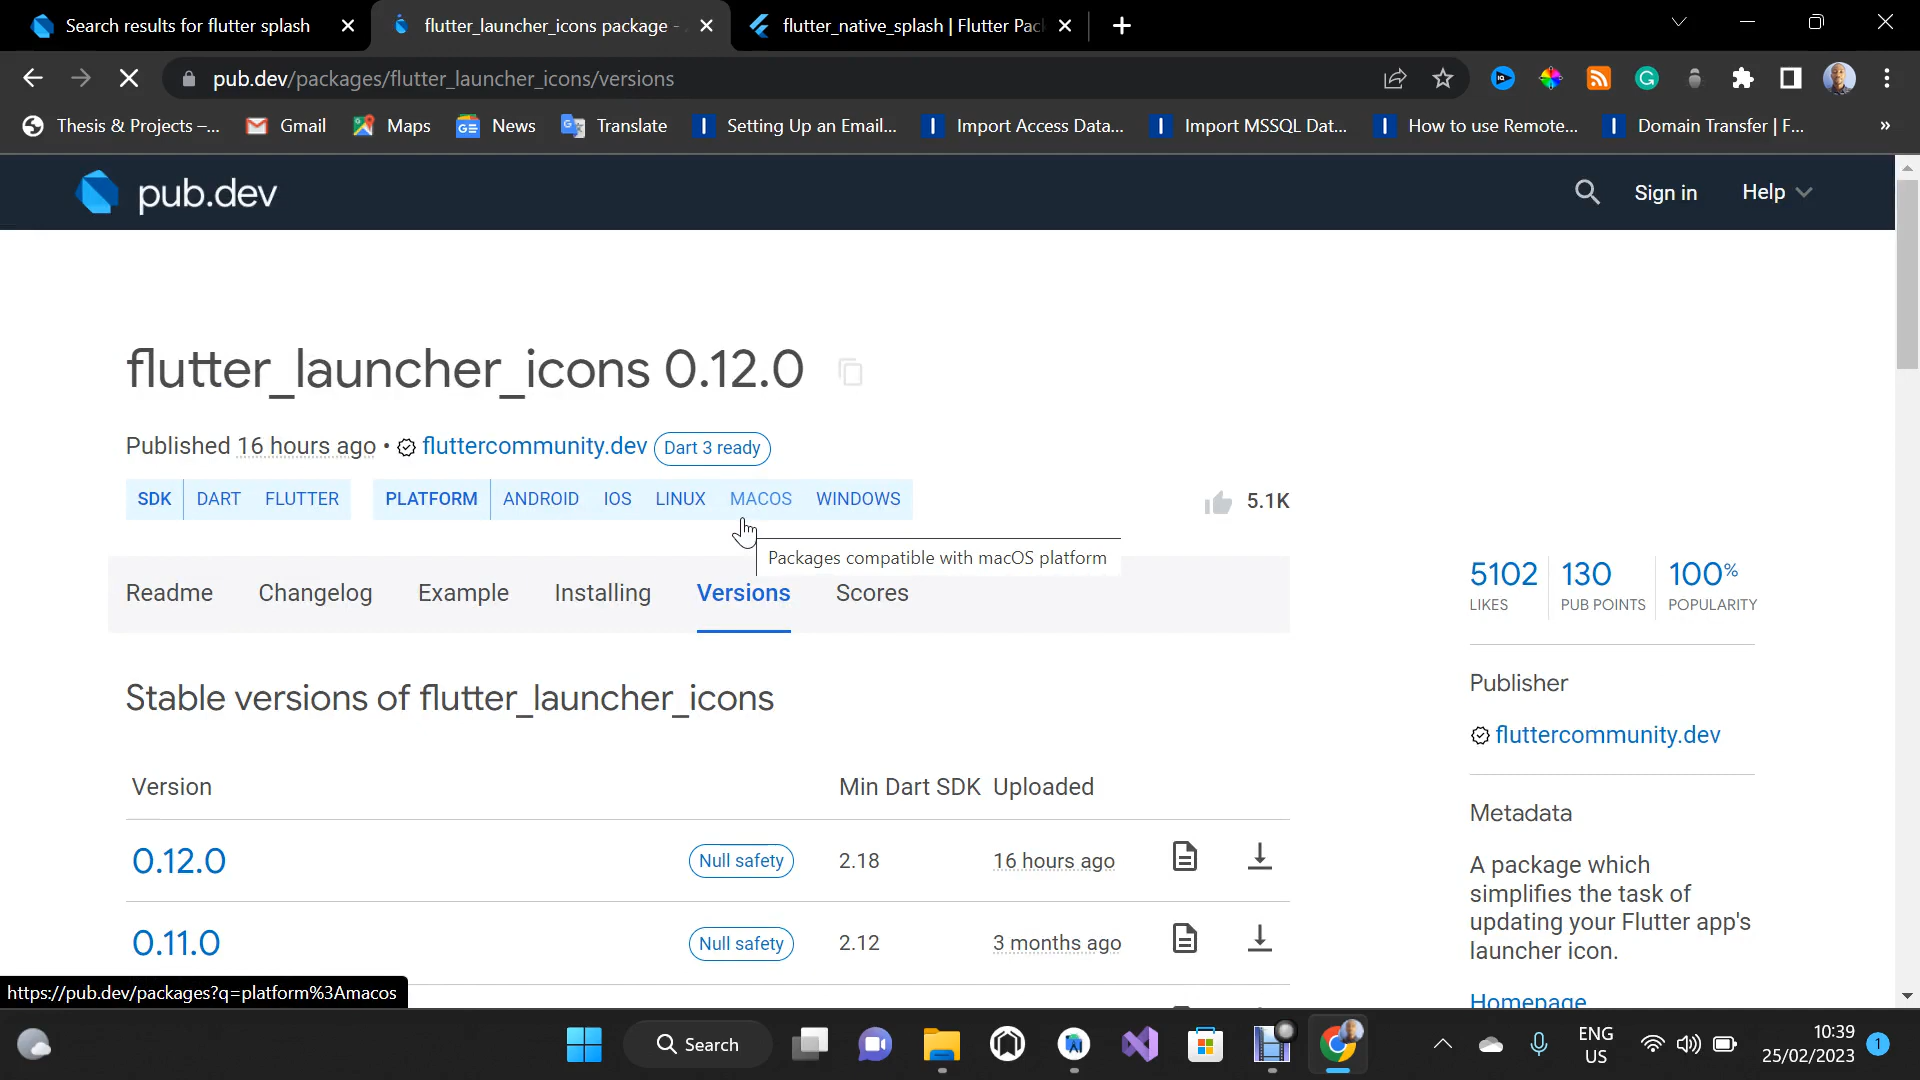 Search results for flutter splash
flutter_launcher_icons package -
flutter_native_splash | Flutter Pac
pub.dev/packages/flutter_launcher_icons/versions
Thesis & Projects –...
Gmail
Maps
News
Translate
Setting Up an Email...
Import Access Data...
Import MSSQL Dat...
How to use Remote...
Domain Transfer | F...
»
pub.dev
Sign in
Help
flutter_launcher_icons 0.12.0
Published 16 hours ago • fluttercommunity.dev Dart 3 ready
SDK DART FLUTTER PLATFORM ANDROID IOS LINUX MACOS WINDOWS
5.1K
Packages compatible with macOS platform
Readme Changelog Example Installing Versions Scores
5102 LIKES
130 PUB POINTS
100% POPULARITY
Stable versions of flutter_launcher_icons
Version Min Dart SDK Uploaded
0.12.0 Null safety 2.18 16 hours ago
0.11.0 Null safety 2.12 3 months ago
Publisher
fluttercommunity.dev
Metadata
A package which
simplifies the task of
updating your Flutter app's
launcher icon.
Homepage
https://pub.dev/packages?q=platform%3Amacos
Search
ENG
US
10:39
25/02/2023
1